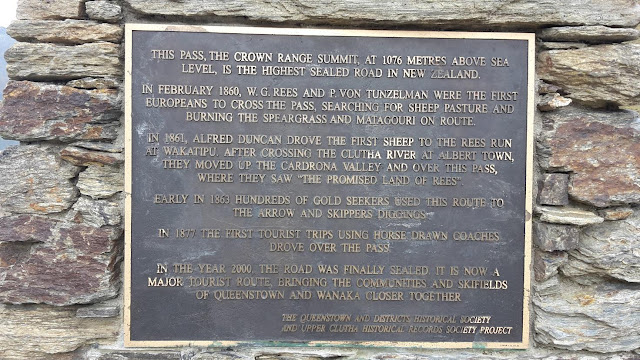 THIS PASS, THE CROWN RANGE SUMMIT, AT 1076 METRES ABOVE SEA
LEVEL, IS THE HIGHEST SEALED ROAD IN NEW ZEALAND.
IN FEBRUARY 1860, W.G. REES AND P. VON TUNZELMAN WERE THE FIRST
EUROPEANS TO CROSS THE PASS, SEARCHING FOR SHEEP PASTURE AND
BURNING THE SPEARGRASS AND MATAGOURI ON ROUTE.
IN 1861, ALFRED DUNCAN DROVE THE FIRST SHEEP TO THE REES RUN
AT WAKATIPU. AFTER CROSSING THE CLUTHA RIVER AT ALBERT TOWN,
THEY MOVED UP THE CARDRONA VALLEY AND OVER THIS PASS,
WHERE THEY SAW "THE PROMISED LAND OF REES".
EARLY IN 1863 HUNDREDS OF GOLD SEEKERS USED THIS ROUTE TO
THE ARROW AND SKIPPERS DIGGINGS.
IN 1877 THE FIRST TOURIST TRIPS USING HORSE DRAWN COACHES
DROVE OVER THE PASS.
IN THE YEAR 2000, THE ROAD WAS FINALLY SEALED. IT IS NOW A
MAJOR TOURIST ROUTE, BRINGING THE COMMUNITIES AND SKIFIELDS
OF QUEENSTOWN AND WANAKA CLOSER TOGETHER.
THE QUEENSTOWN AND DISTRICTS HISTORICAL SOCIETY
AND UPPER CLUTHA HISTORICAL RECORDS SOCIETY PROJECT